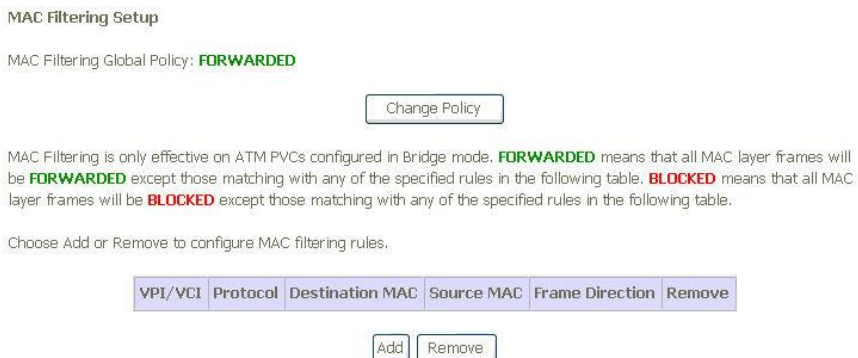 MAC Filtering Setup
MAC Filtering Global Policy: FORWARDED
Change Policy
MAC Filtering is only effective on ATM PVCs configured in Bridge mode. FORWARDED means that all MAC layer frames will
be FORWARDED except those matching with any of the specified rules in the following table. BLOCKED means that all MAC
layer frames will be BLOCKED except those matching with any of the specified rules in the following table.
Choose Add or Remove to configure MAC filtering rules.
VPI/VCI Protocol Destination MAC Source MAC Frame Direction Remove
Add Remove